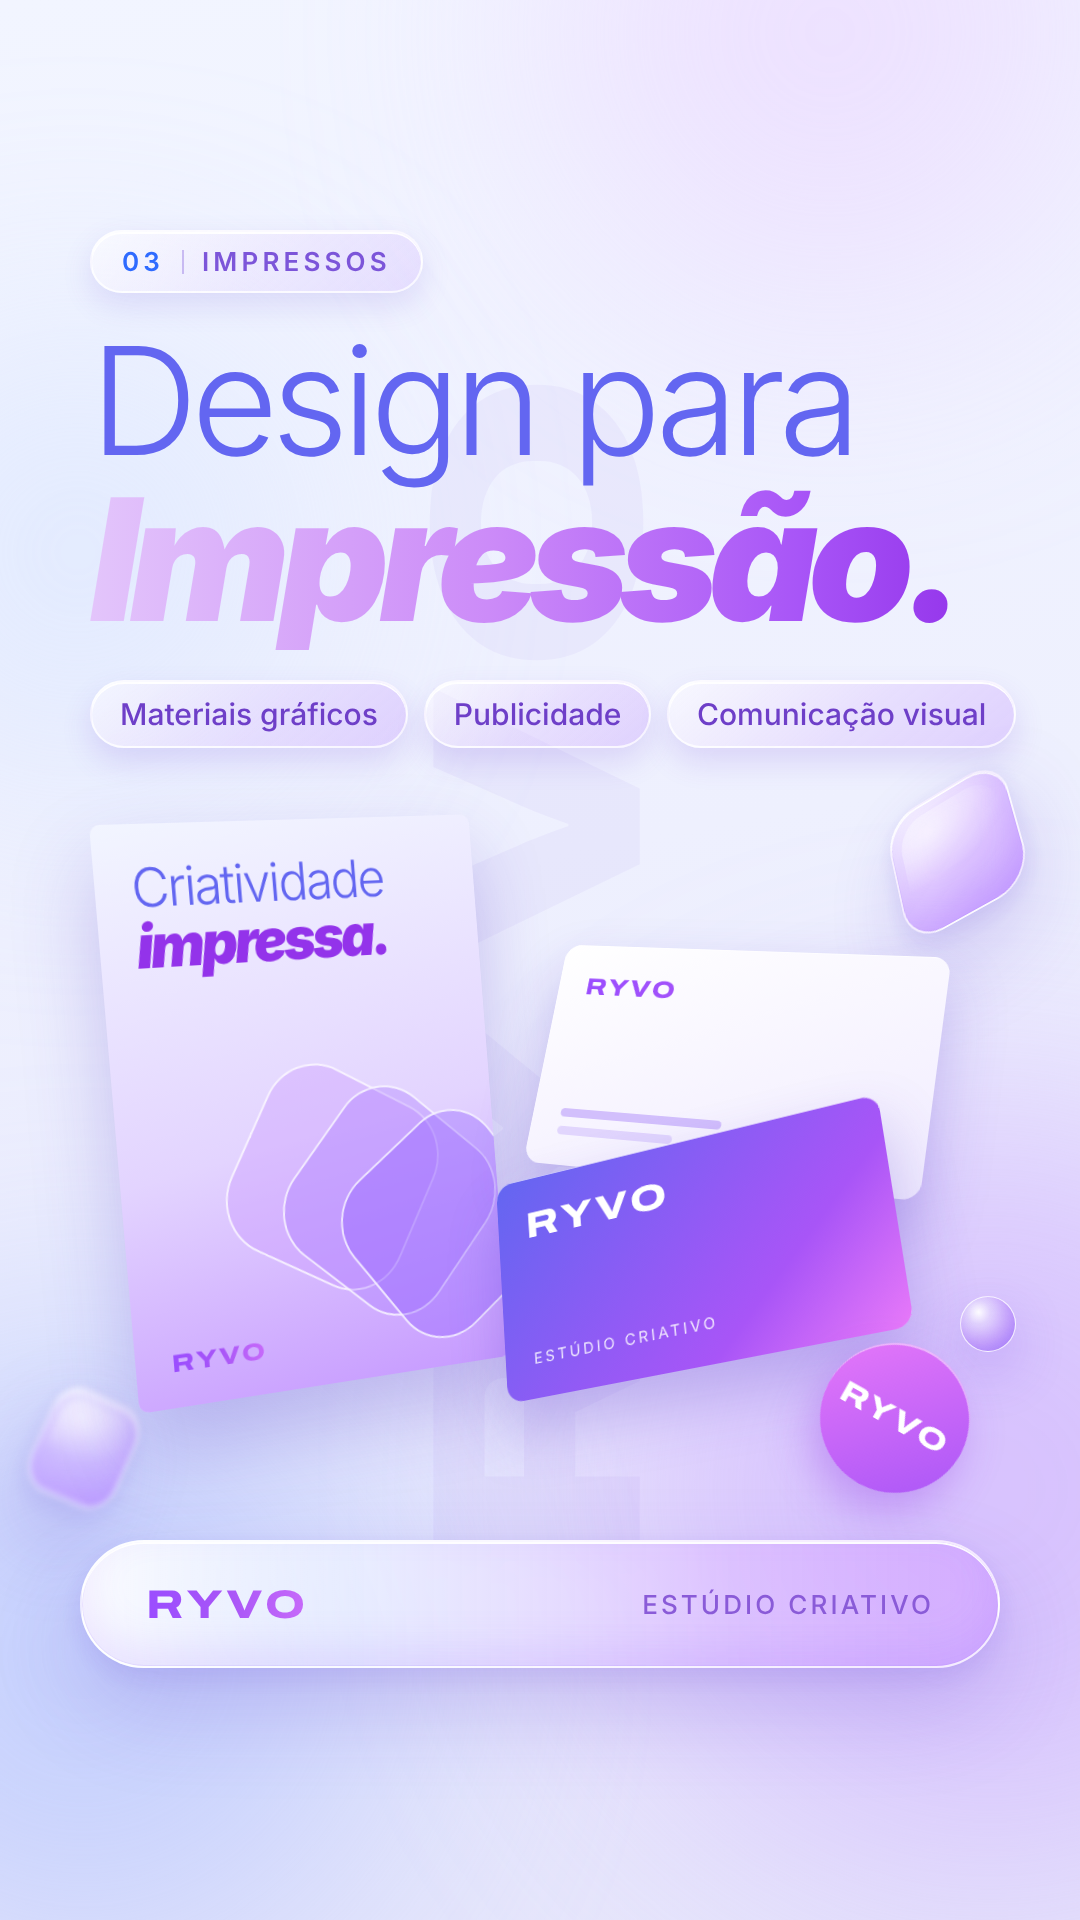 03 | IMPRESSOS
Design para
Impressão.
Materiais gráficos
Publicidade
Comunicação visual
Criatividade
impressa.
RYVO
RYVO
RYVO
ESTÚDIO CRIATIVO
RYVO
RYVO
ESTÚDIO CRIATIVO
RYVO